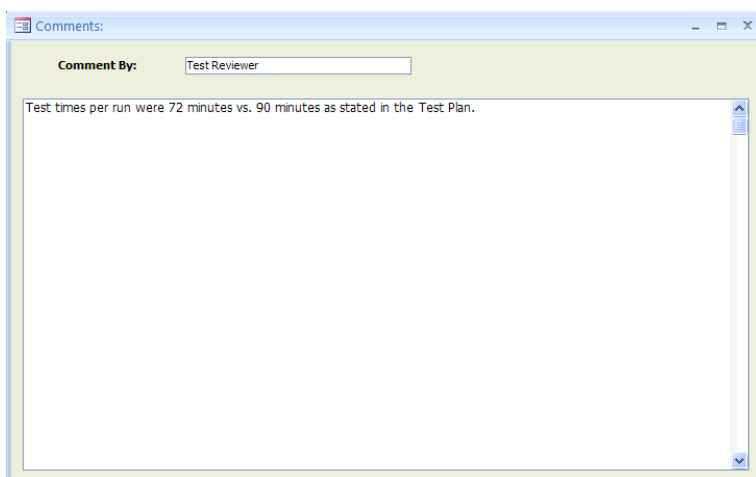 Comments:
Comment By: Test Reviewer
Test times per run were 72 minutes vs. 90 minutes as stated in the Test Plan.